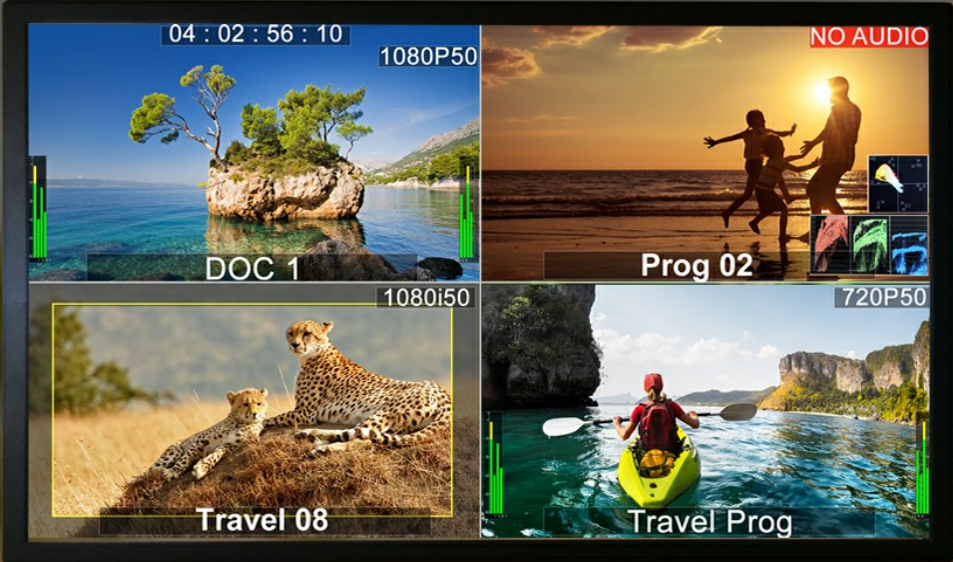 04 : 02 : 56 : 10
1080P50
DOC 1
NO AUDIO
Prog 02
1080i50
Travel 08
720P50
Travel Prog